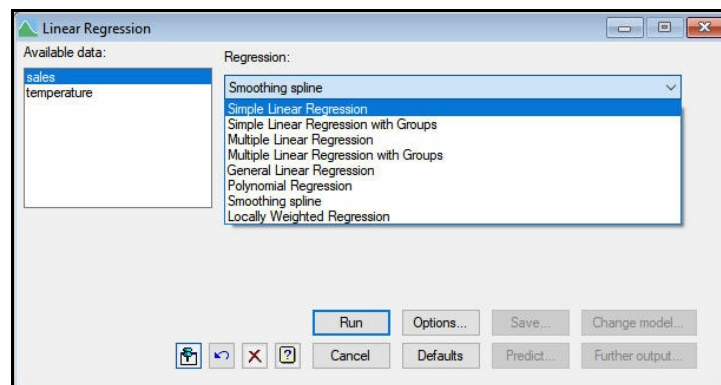 Linear Regression
Available data:
Regression:
sales
temperature
Smoothing spline
Simple Linear Regression
Simple Linear Regression with Groups
Multiple Linear Regression
Multiple Linear Regression with Groups
General Linear Regression
Polynomial Regression
Smoothing spline
Locally Weighted Regression
Run Options... Save... Change model...
Cancel Defaults Predict... Further output...